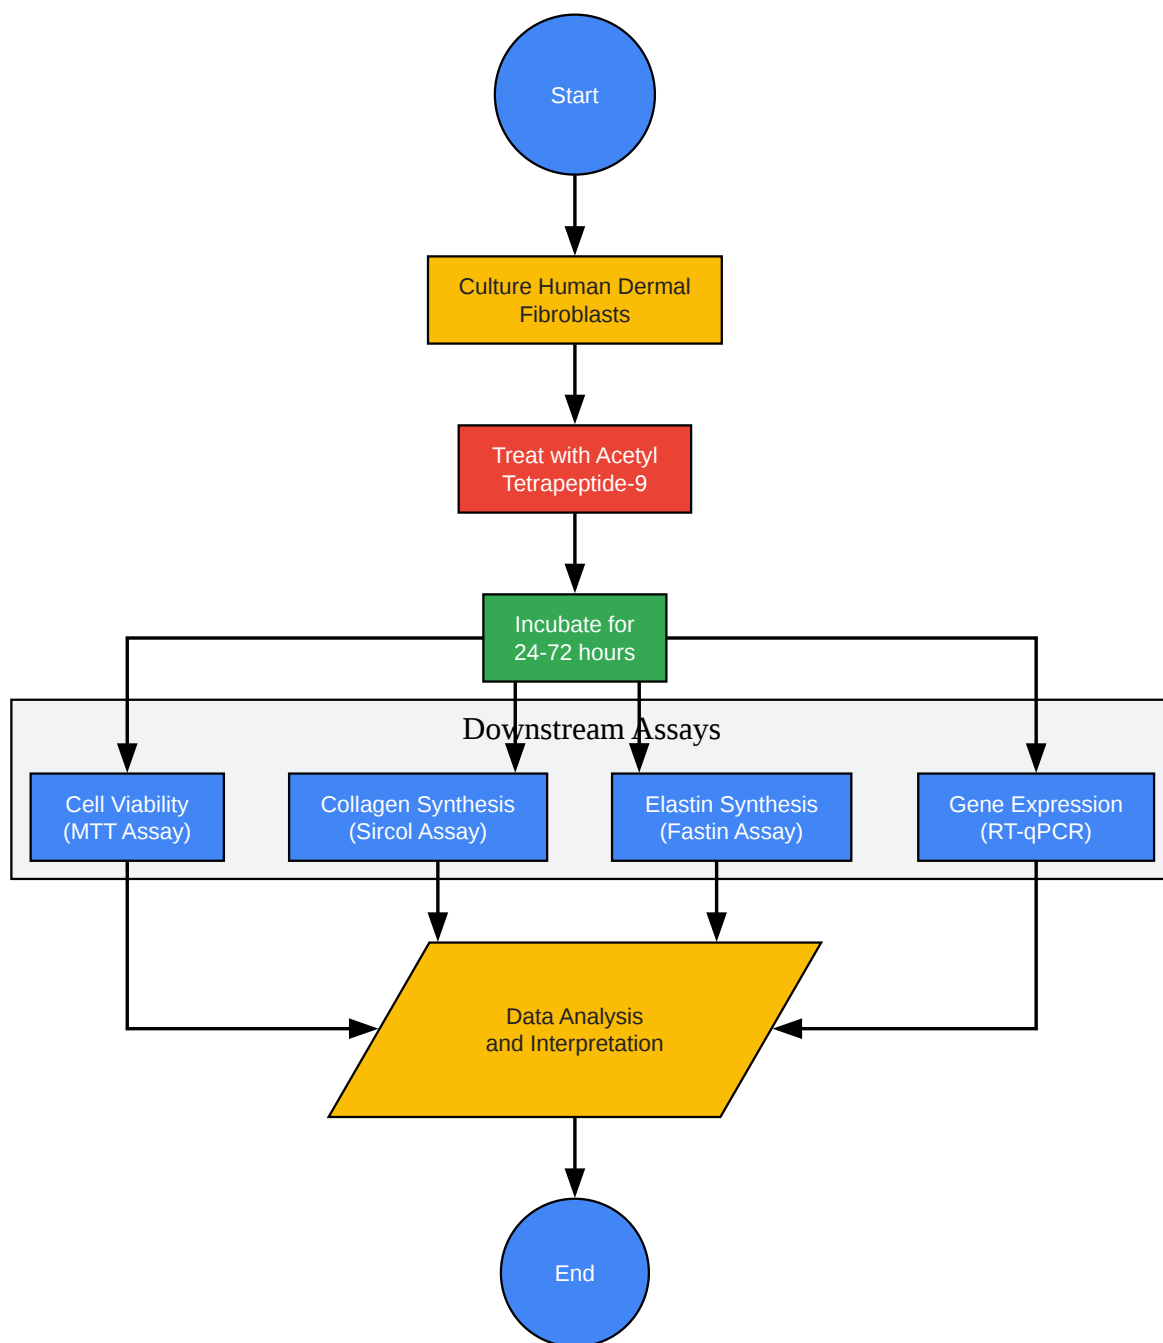 Start
Culture Human Dermal
Fibroblasts
Treat with Acetyl
Tetrapeptide-9
Incubate for
24-72 hours
Downstream Assays
Cell Viability
(MTT Assay)
Collagen Synthesis
(Sircol Assay)
Elastin Synthesis
(Fastin Assay)
Gene Expression
(RT-qPCR)
Data Analysis
and Interpretation
End